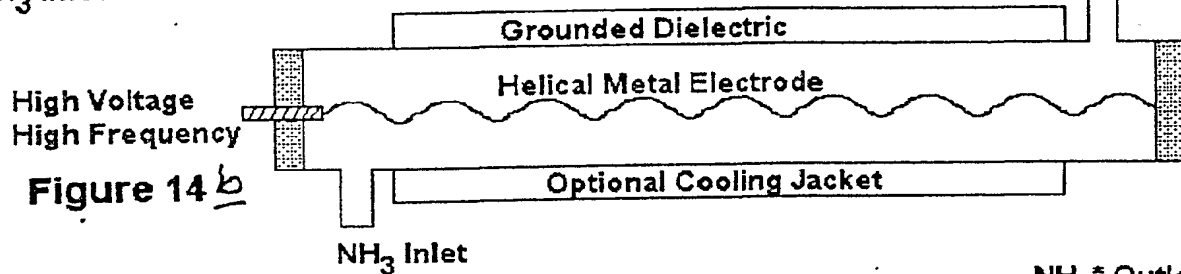 Grounded Dielectric
Helical Metal Electrode
High Voltage
High Frequency
Optional Cooling Jacket
Figure 14 b
NH3 Inlet